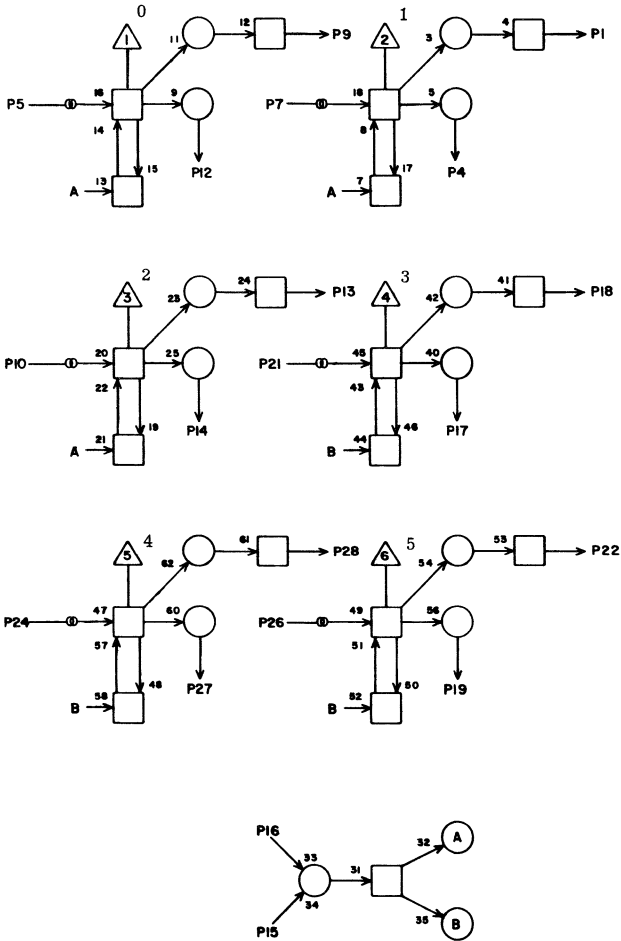 0 1
1 11 12 P9 2 3 4 P1
P5 16 9 P7 18 5
14 8
15 P12 17 P4
A 13 A 7
2 3
3 23 24 P13 4 42 41 P18
P10 20 25 P21 45 40
22 43
19 P14 46 P17
A 21 B 44
4 5
5 62 61 P28 6 54 53 P22
P24 47 60 P26 49 56
57 51
48 P27 50 P19
B 58 B 52
P16 32 A
33 31
34
P15 35 B